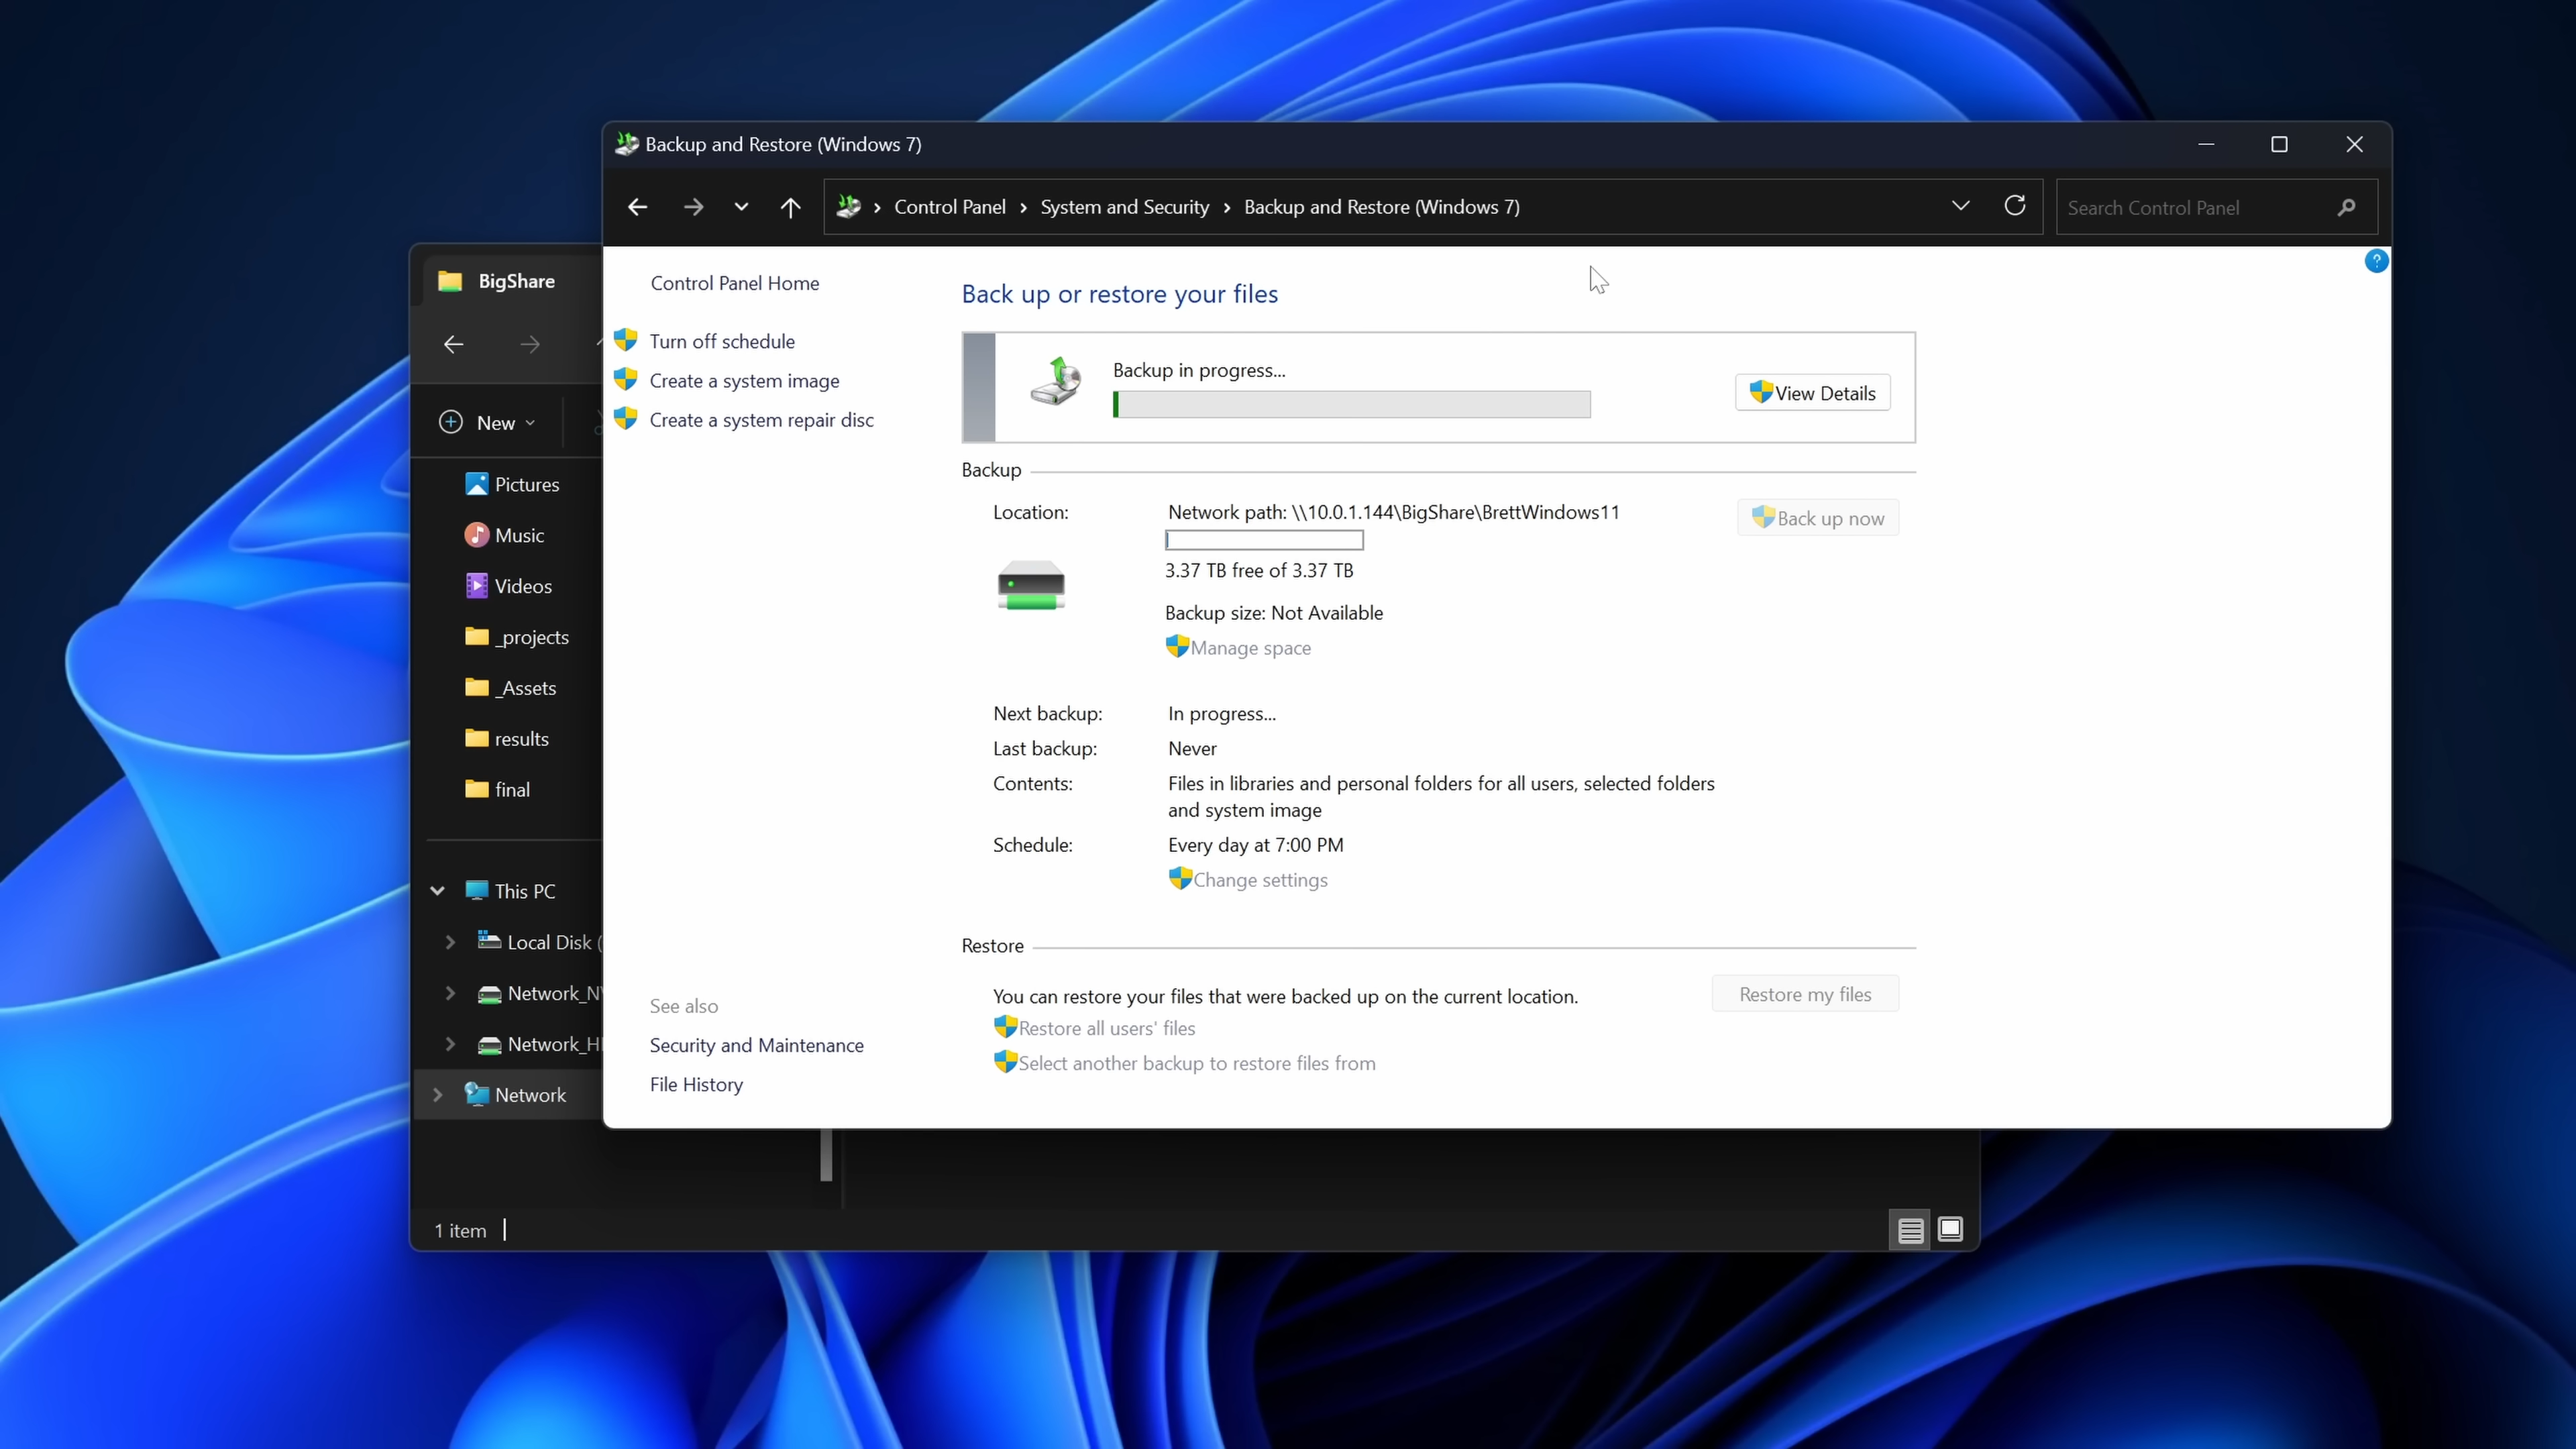 Backup and Restore (Windows 7)
Control Panel > System and Security > Backup and Restore (Windows 7)
Search Control Panel
BigShare
New
Pictures
Music
Videos
_projects
_Assets
results
final
This PC
Local Disk (
Network_N
Network_H
Network
1 item
Control Panel Home
Turn off schedule
Create a system image
Create a system repair disc
See also
Security and Maintenance
File History
Back up or restore your files
Backup in progress...
View Details
Backup
Location:
Network path: \\10.0.1.144\BigShare\BrettWindows11
Back up now
3.37 TB free of 3.37 TB
Backup size: Not Available
Manage space
Next backup: In progress...
Last backup: Never
Contents: Files in libraries and personal folders for all users, selected folders
and system image
Schedule: Every day at 7:00 PM
Change settings
Restore
You can restore your files that were backed up on the current location.
Restore my files
Restore all users' files
Select another backup to restore files from